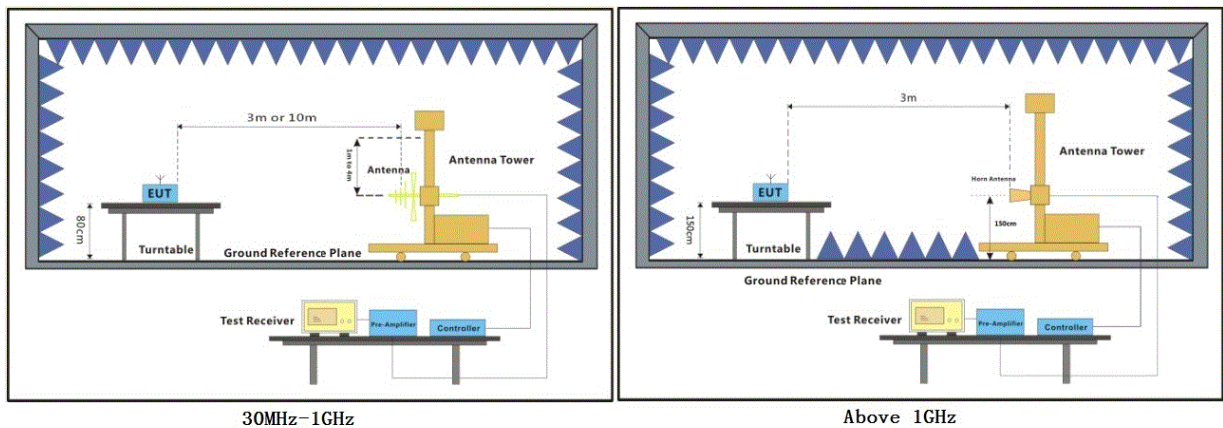 3m or 10m
1m to 4m
Antenna
Antenna Tower
EUT
80cm
Turntable
Ground Reference Plane
Test Receiver
Pre-Amplifier
Controller
30MHz-1GHz
3m
Antenna Tower
Horn Antenna
EUT
150cm
150cm
Turntable
Ground Reference Plane
Test Receiver
Pre-Amplifier
Controller
Above 1GHz